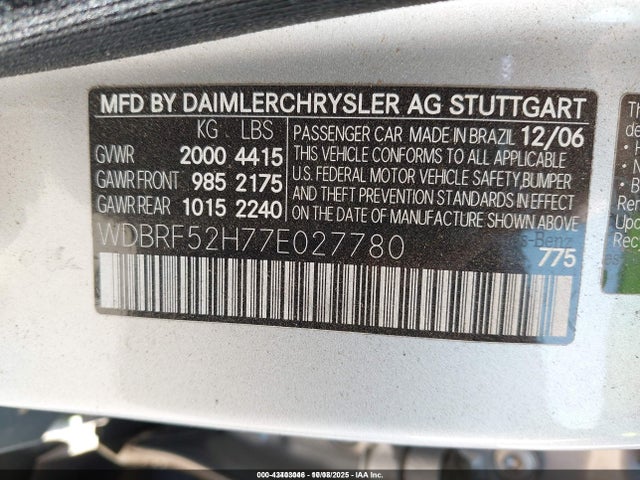 MFD BY DAIMLERCHRYSLER AG STUTTGART
KG LBS
GVWR 2000 4415
GAWR FRONT 985 2175
GAWR REAR 1015 2240
PASSENGER CAR MADE IN BRAZIL 12/06
THIS VEHICLE CONFORMS TO ALL APPLICABLE
U.S. FEDERAL MOTOR VEHICLE SAFETY, BUMPER
AND THEFT PREVENTION STANDARDS IN EFFECT
ON THE DATE OF MANUFACTURE SHOWN ABOVE
WDBRF52H77E027780
775